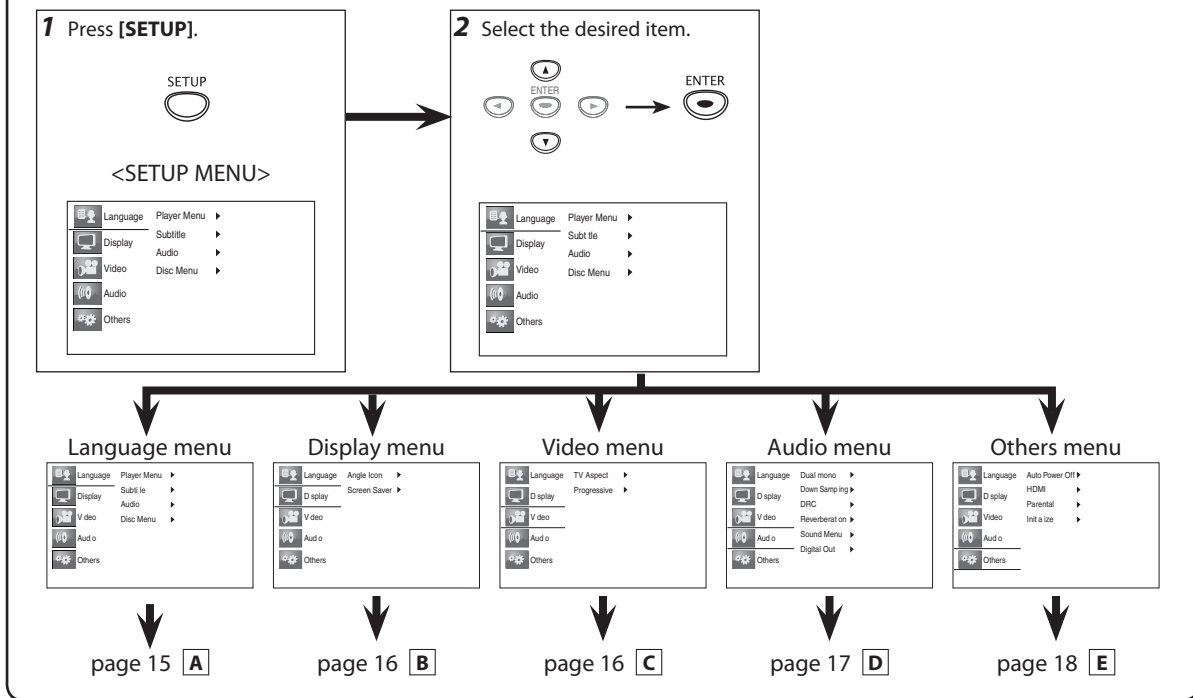 1 Press [SETUP].
SETUP
<SETUP MENU>
Language Player Menu
Subtitle
Display
Audio
Video Disc Menu
Audio
Others
2 Select the desired item.
ENTER
ENTER
Language Player Menu
Subt tle
Display
Audio
Video Disc Menu
Audio
Others
Language menu
Language Player Menu
Subti le
Display
Audio
V deo Disc Menu
Aud o
Others
page 15 A
Display menu
Language Angle Icon
Screen Saver
D splay
V deo
Aud o
Others
page 16 B
Video menu
Language TV Aspect
Progressive
D splay
V deo
Aud o
Others
page 16 C
Audio menu
Language Dual mono
Down Samp ing
D splay
DRC
V deo Reverberat on
Aud o Sound Menu
Digital Out
Others
page 17 D
Others menu
Language Auto Power Off
HDMI
D splay
Parental
Video Init a ize
Aud o
Others
page 18 E